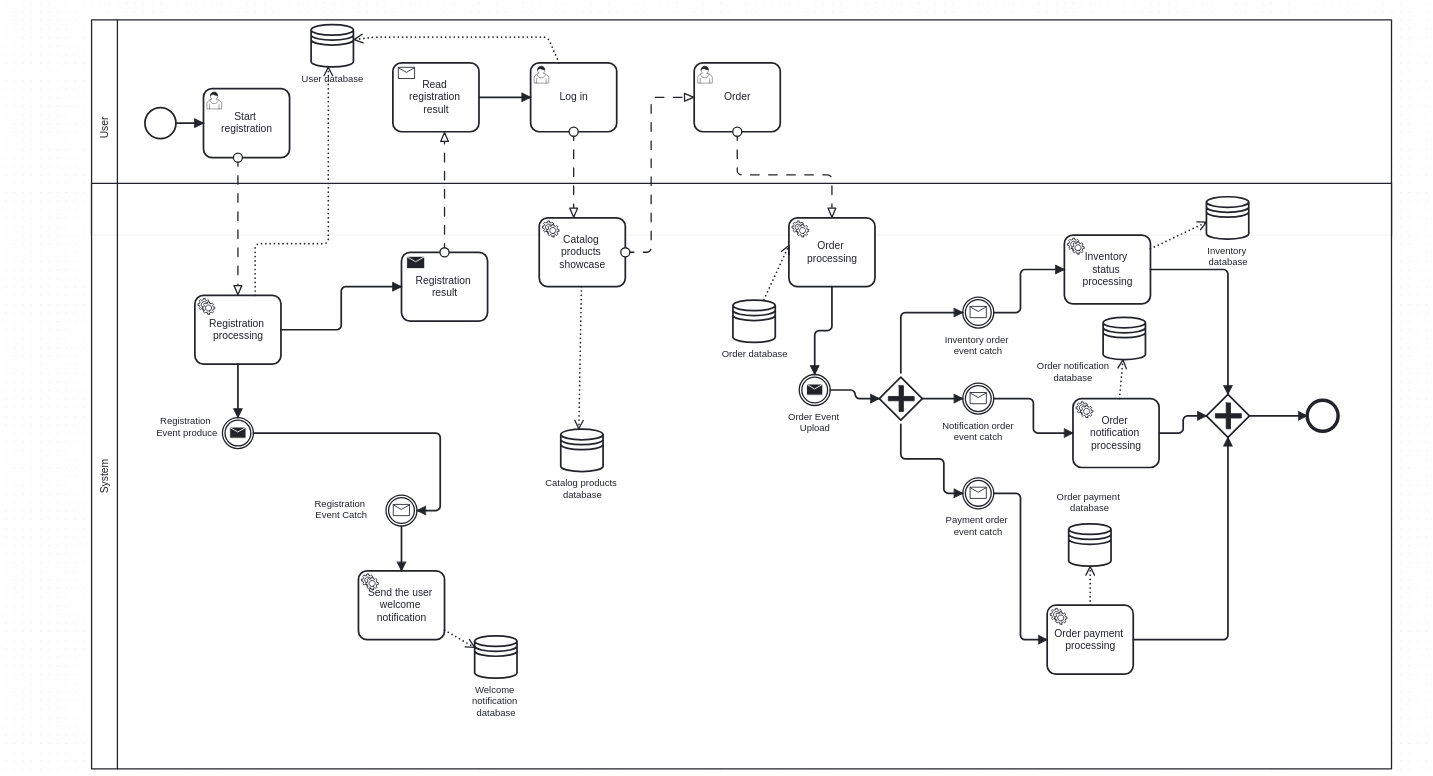 User
System
User database
Start
registration
Read
registration
result
Log in
Order
Registration
processing
Registration
result
Catalog
products
showcase
Order
processing
Order database
Inventory
status
processing
Inventory
database
Inventory order
event catch
Order notification
database
Order
notification
processing
Notification order
event catch
Order Event
Upload
Registration
Event produce
Registration
Event Catch
Catalog products
database
Payment order
event catch
Order payment
database
Send the user
welcome
notification
Order payment
processing
Welcome
notification
database